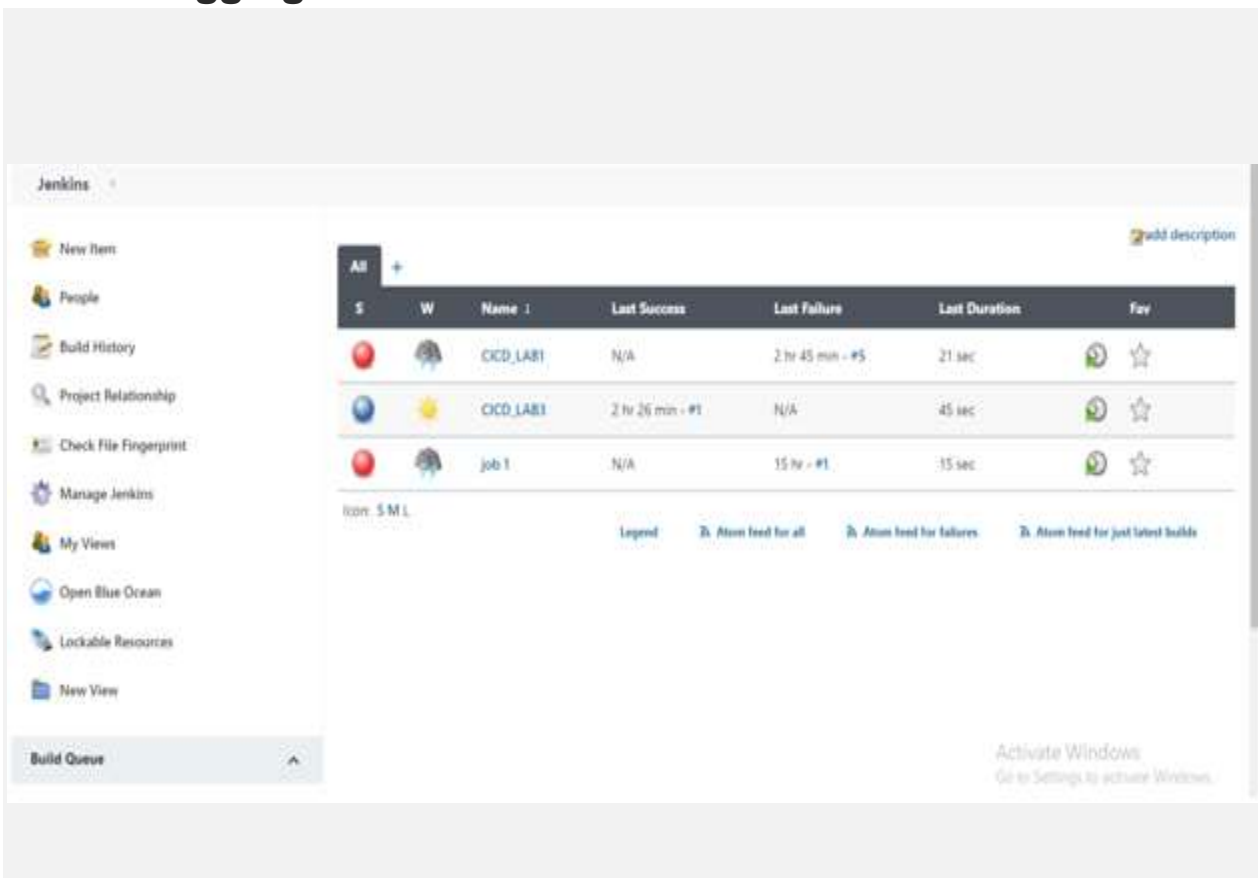 Jenkins
add description
New Item
People
Build History
Project Relationship
Check File Fingerprint
Manage Jenkins
My Views
Open Blue Ocean
Lockable Resources
New View
Build Queue
All +
S W Name ↓ Last Success Last Failure Last Duration Fav
CICD_LAB1 N/A 2 hr 45 min - #5 21 sec
CICD_LAB3 2 hr 26 min - #1 N/A 45 sec
job 1 N/A 15 hr - #1 15 sec
Icon: S M L
Legend Atom feed for all Atom feed for failures Atom feed for just latest builds
Activate Windows
Go to Settings to activate Windows.